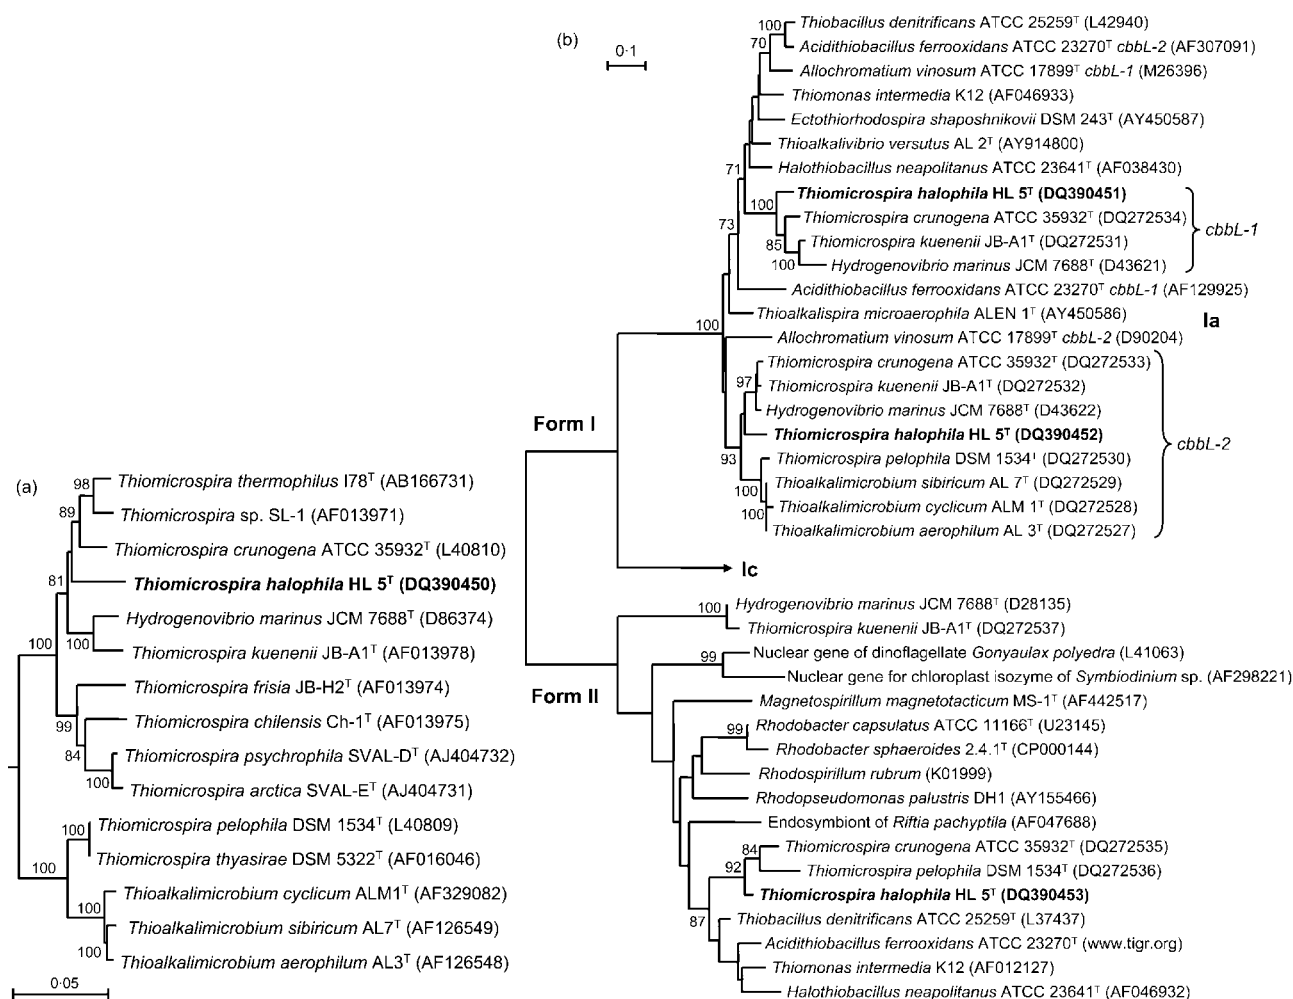 (a)
98
Thiomicrospira thermophilus I78ᵀ (AB166731)
89
Thiomicrospira sp. SL-1 (AF013971)
Thiomicrospira crunogena ATCC 35932ᵀ (L40810)
81
Thiomicrospira halophila HL 5ᵀ (DQ390450)
Hydrogenovibrio marinus JCM 7688ᵀ (D86374)
100
100
Thiomicrospira kuenenii JB-A1ᵀ (AF013978)
Thiomicrospira frisia JB-H2ᵀ (AF013974)
99
Thiomicrospira chilensis Ch-1ᵀ (AF013975)
84
Thiomicrospira psychrophila SVAL-Dᵀ (AJ404732)
100
Thiomicrospira arctica SVAL-Eᵀ (AJ404731)
100
Thiomicrospira pelophila DSM 1534ᵀ (L40809)
Thiomicrospira thyasirae DSM 5322ᵀ (AF016046)
100
Thioalkalimicrobium cyclicum ALM1ᵀ (AF329082)
100
Thioalkalimicrobium sibiricum AL7ᵀ (AF126549)
100
Thioalkalimicrobium aerophilum AL3ᵀ (AF126548)
0·05
(b)
0·1
100
Thiobacillus denitrificans ATCC 25259ᵀ (L42940)
70
Acidithiobacillus ferrooxidans ATCC 23270ᵀ cbbL-2 (AF307091)
Allochromatium vinosum ATCC 17899ᵀ cbbL-1 (M26396)
Thiomonas intermedia K12 (AF046933)
Ectothiorhodospira shaposhnikovii DSM 243ᵀ (AY450587)
Thioalkalivibrio versutus AL 2ᵀ (AY914800)
71
Halothiobacillus neapolitanus ATCC 23641ᵀ (AF038430)
Thiomicrospira halophila HL 5ᵀ (DQ390451)
100
Thiomicrospira crunogena ATCC 35932ᵀ (DQ272534)
73
cbbL-1
85
Thiomicrospira kuenenii JB-A1ᵀ (DQ272531)
100
Hydrogenovibrio marinus JCM 7688ᵀ (D43621)
Acidithiobacillus ferrooxidans ATCC 23270ᵀ cbbL-1 (AF129925)
Thioalkalispira microaerophila ALEN 1ᵀ (AY450586)
Ia
100
Allochromatium vinosum ATCC 17899ᵀ cbbL-2 (D90204)
Thiomicrospira crunogena ATCC 35932ᵀ (DQ272533)
97
Thiomicrospira kuenenii JB-A1ᵀ (DQ272532)
Hydrogenovibrio marinus JCM 7688ᵀ (D43622)
Form I
Thiomicrospira halophila HL 5ᵀ (DQ390452)
cbbL-2
93
Thiomicrospira pelophila DSM 1534ᵀ (DQ272530)
Thioalkalimicrobium sibiricum AL 7ᵀ (DQ272529)
100
Thioalkalimicrobium cyclicum ALM 1ᵀ (DQ272528)
100
Thioalkalimicrobium aerophilum AL 3ᵀ (DQ272527)
Ic
100
Hydrogenovibrio marinus JCM 7688ᵀ (D28135)
Thiomicrospira kuenenii JB-A1ᵀ (DQ272537)
99
Nuclear gene of dinoflagellate Gonyaulax polyedra (L41063)
Nuclear gene for chloroplast isozyme of Symbiodinium sp. (AF298221)
Form II
Magnetospirillum magnetotacticum MS-1ᵀ (AF442517)
99
Rhodobacter capsulatus ATCC 11166ᵀ (U23145)
Rhodobacter sphaeroides 2.4.1ᵀ (CP000144)
Rhodospirillum rubrum (K01999)
Rhodopseudomonas palustris DH1 (AY155466)
Endosymbiont of Riftia pachyptila (AF047688)
84
Thiomicrospira crunogena ATCC 35932ᵀ (DQ272535)
92
Thiomicrospira pelophila DSM 1534ᵀ (DQ272536)
Thiomicrospira halophila HL 5ᵀ (DQ390453)
87
Thiobacillus denitrificans ATCC 25259ᵀ (L37437)
Acidithiobacillus ferrooxidans ATCC 23270ᵀ (www.tigr.org)
Thiomonas intermedia K12 (AF012127)
Halothiobacillus neapolitanus ATCC 23641ᵀ (AF046932)